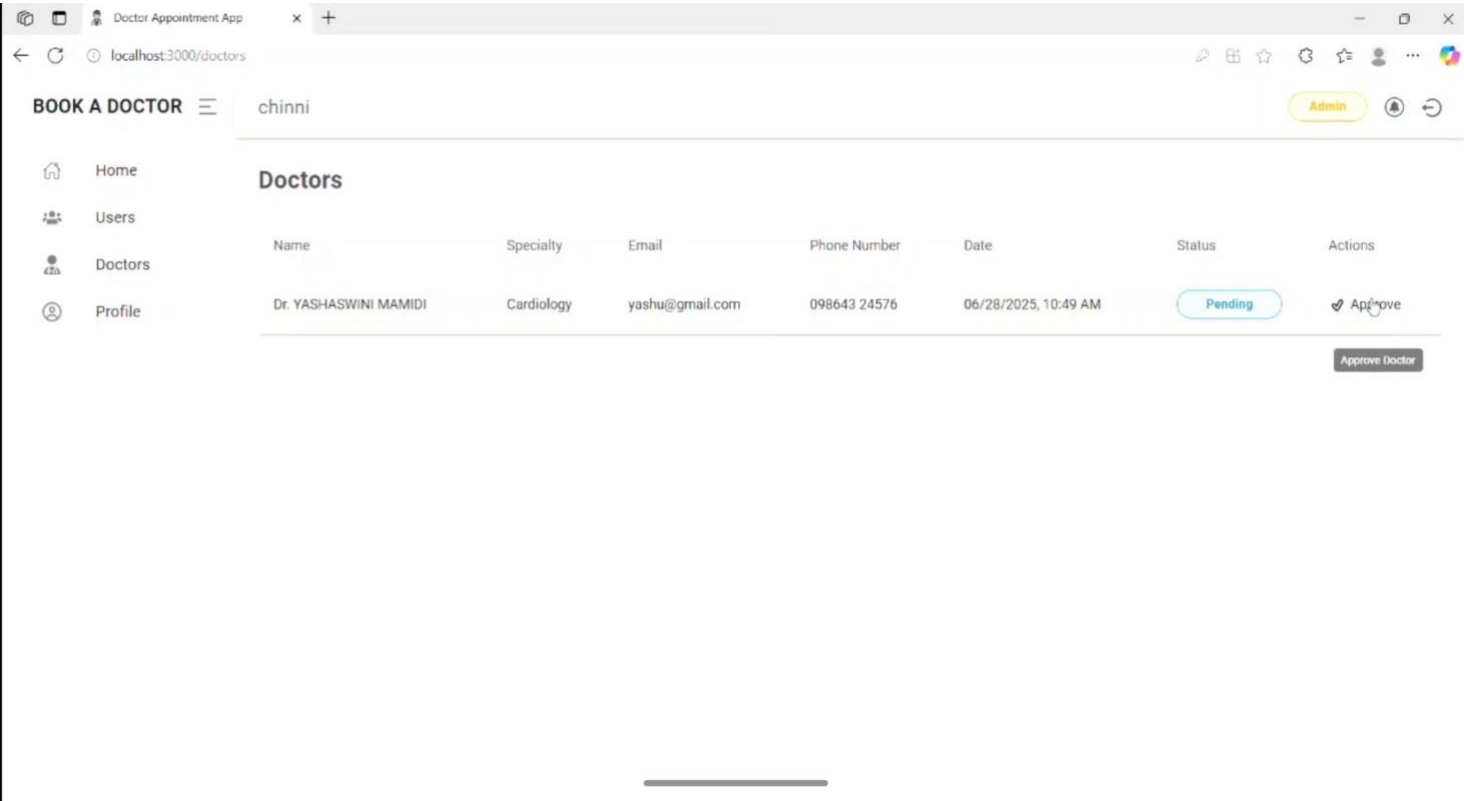 Doctor Appointment App
localhost:3000/doctors
BOOK A DOCTOR
chinni
Admin
Home
Users
Doctors
Profile
Doctors
Name Specialty Email Phone Number Date Status Actions
Dr. YASHASWINI MAMIDI Cardiology yashu@gmail.com 098643 24576 06/28/2025, 10:49 AM Pending Approve
Approve Doctor